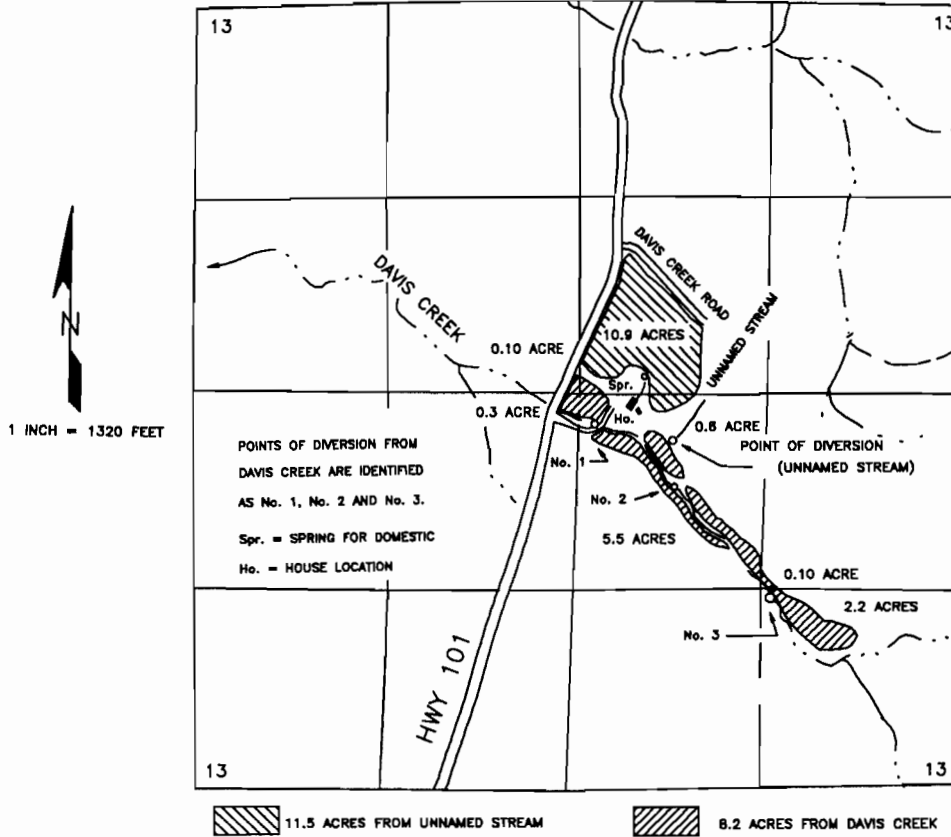 13
13
DAVIS CREEK ROAD
DAVIS CREEK
UNNAMED STREAM
10.9 ACRES
0.10 ACRE
N
Spr.
0.3 ACRE
Ho.
0.6 ACRE
1 INCH = 1320 FEET
POINTS OF DIVERSION FROM
DAVIS CREEK ARE IDENTIFIED
AS No. 1, No. 2 AND No. 3.
POINT OF DIVERSION
(UNNAMED STREAM)
No. 1
No. 2
Spr. = SPRING FOR DOMESTIC
5.5 ACRES
Ho. = HOUSE LOCATION
0.10 ACRE
2.2 ACRES
No. 3
HWY 101
13
13
11.5 ACRES FROM UNNAMED STREAM
8.2 ACRES FROM DAVIS CREEK